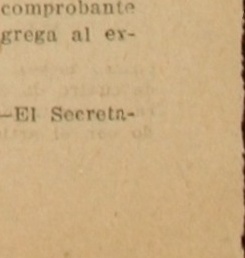 comprobante
grega al ex-
—El Secreta-